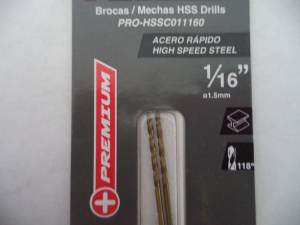 Brocas / Mechas HSS Drills
PRO-HSSC011160
ACERO RÁPIDO
HIGH SPEED STEEL
1/16"
ø1.5mm
PREMIUM
118°